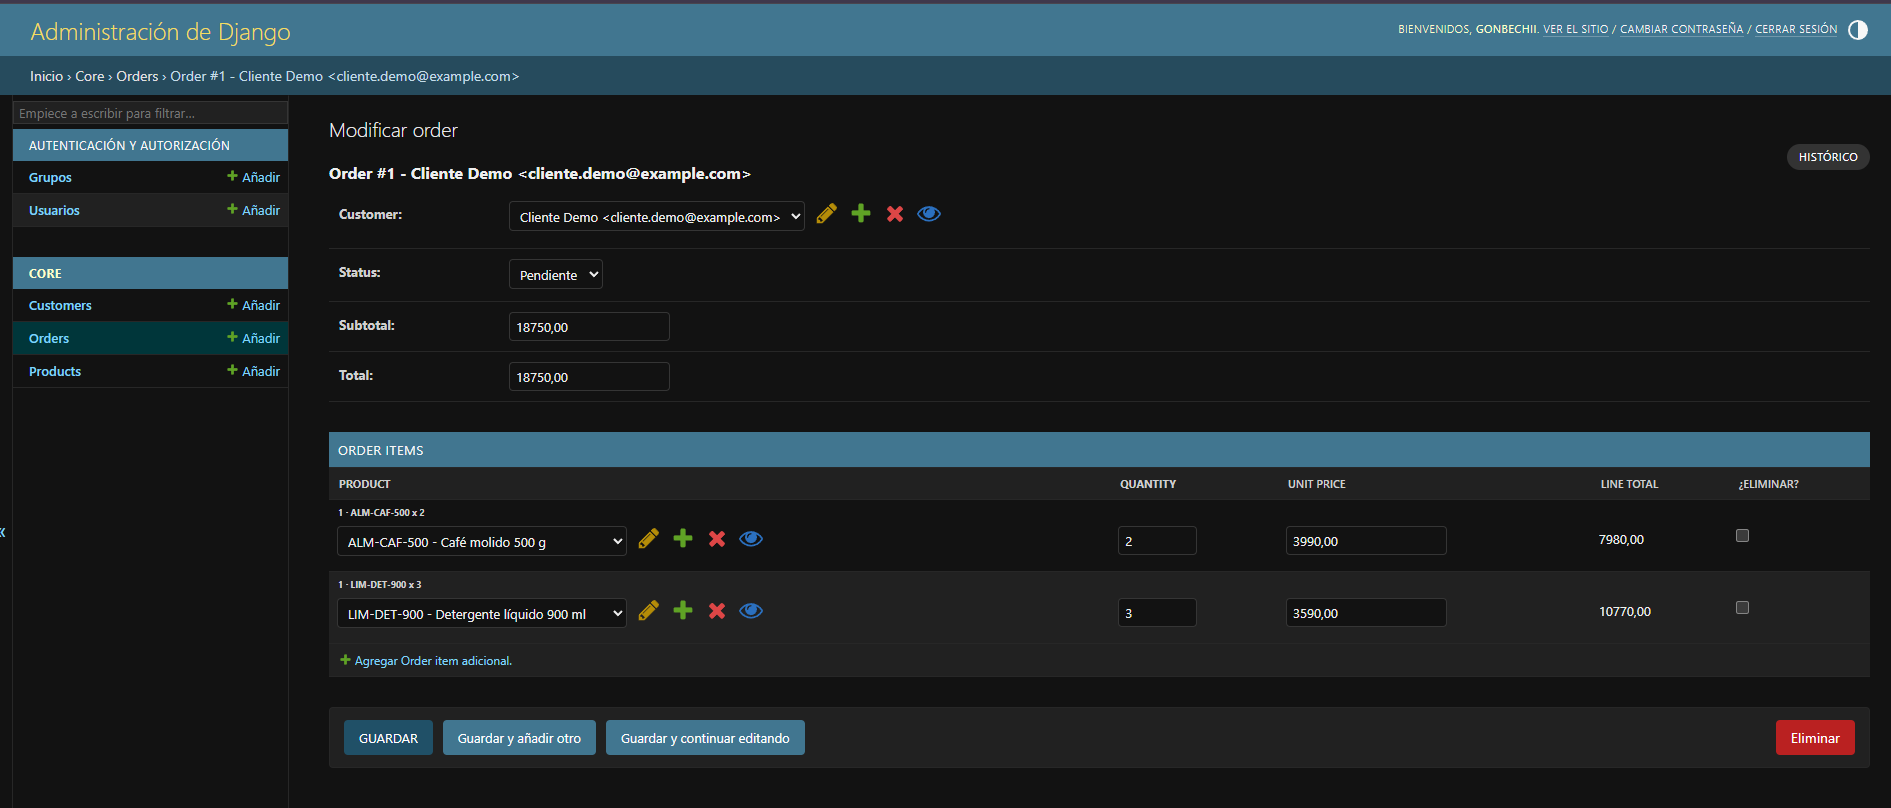 Administración de Django
BIENVENIDOS, GONBECHII. VER EL SITIO / CAMBIAR CONTRASEÑA / CERRAR SESIÓN
Inicio › Core › Orders › Order #1 - Cliente Demo <cliente.demo@example.com>
Empiece a escribir para filtrar...
AUTENTICACIÓN Y AUTORIZACIÓN
Grupos Añadir
Usuarios Añadir
CORE
Customers Añadir
Orders Añadir
Products Añadir
«
Modificar order
HISTÓRICO
Order #1 - Cliente Demo <cliente.demo@example.com>
Customer: Cliente Demo <cliente.demo@example.com>
Status: Pendiente
Subtotal: 18750,00
Total: 18750,00
ORDER ITEMS
PRODUCT QUANTITY UNIT PRICE LINE TOTAL ¿ELIMINAR?
1 - ALM-CAF-500 x 2
ALM-CAF-500 - Café molido 500 g 2 3990,00 7980,00
1 - LIM-DET-900 x 3
LIM-DET-900 - Detergente líquido 900 ml 3 3590,00 10770,00
Agregar Order item adicional.
GUARDAR Guardar y añadir otro Guardar y continuar editando Eliminar